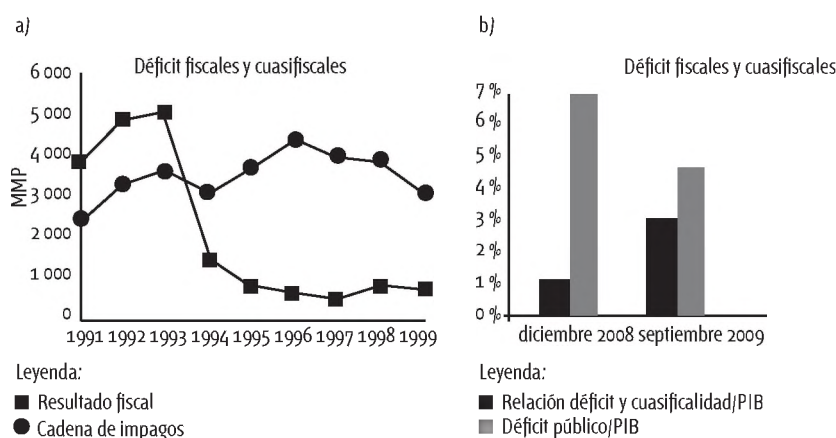 a)
Déficit fiscales y cuasifiscales
MMP
6 000
5 000
4 000
3 000
2 000
1 000
0
1991 1992 1993 1994 1995 1996 1997 1998 1999
Leyenda:
Resultado fiscal
Cadena de impagos
b)
Déficit fiscales y cuasifiscales
7 %
6 %
5 %
4 %
3 %
2 %
1 %
0 %
diciembre 2008 septiembre 2009
Leyenda:
Relación déficit y cuasificalidad/PIB
Déficit público/PIB